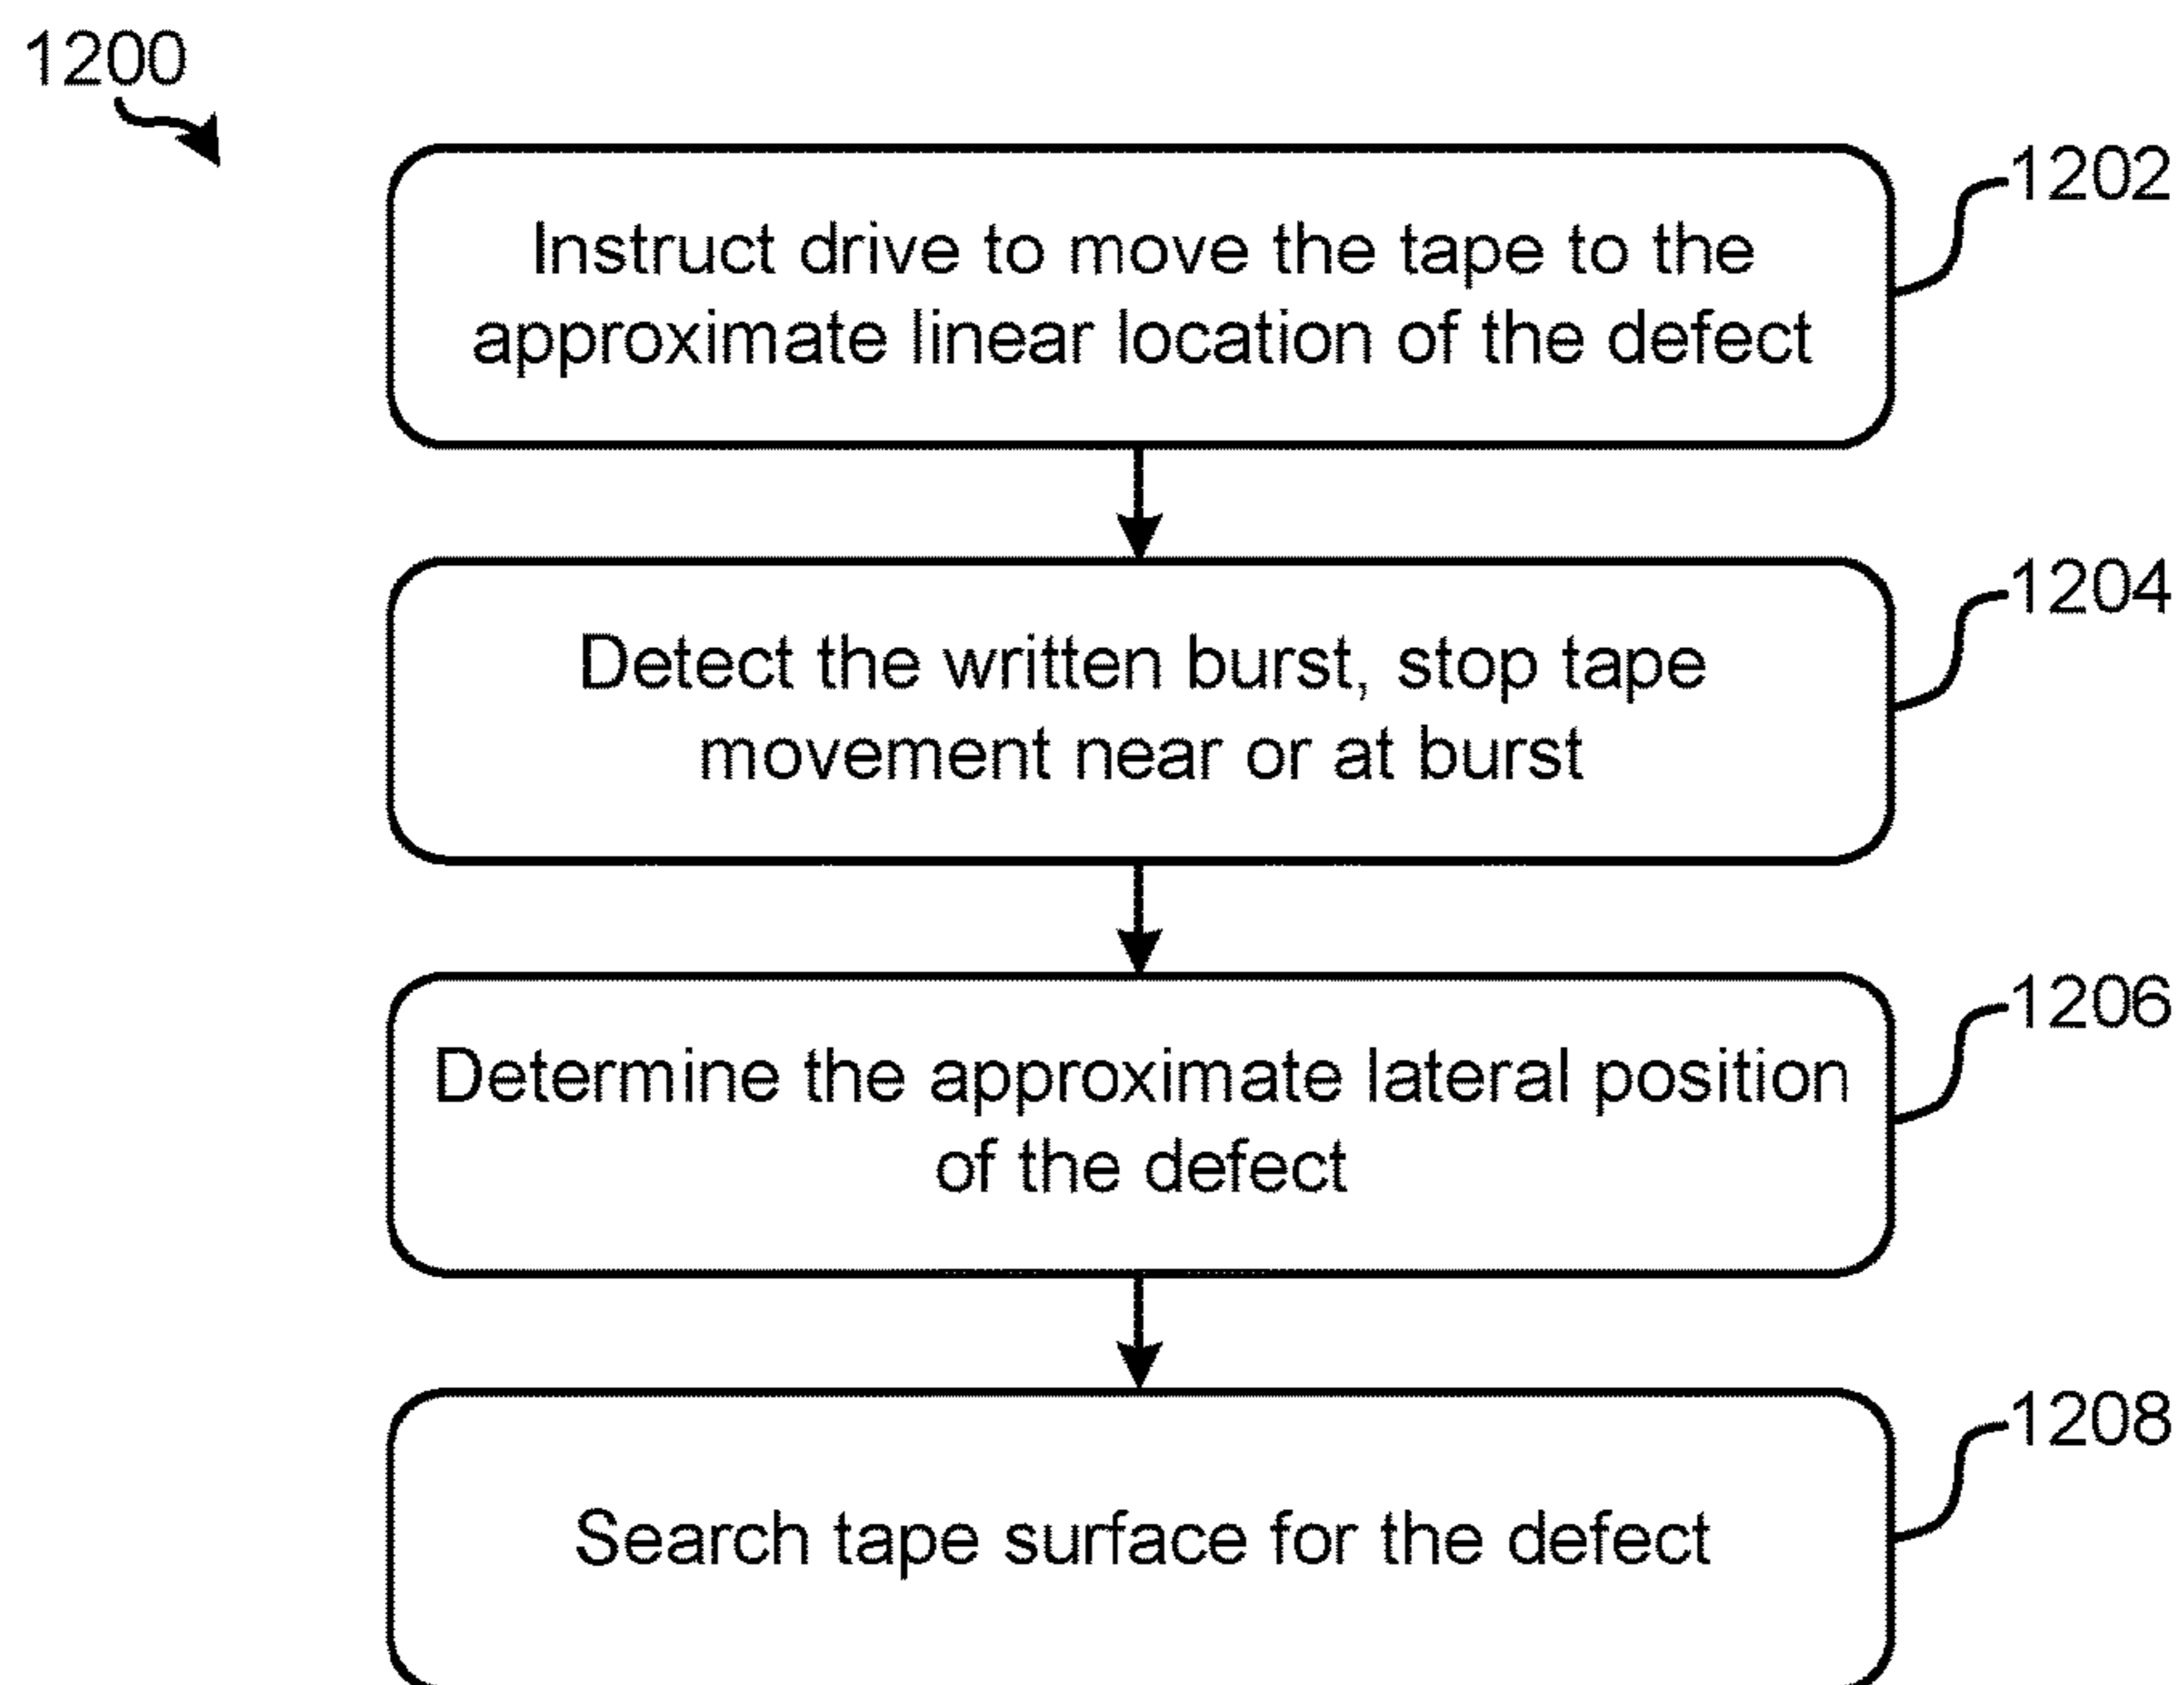 1200
1202
Instruct drive to move the tape to the
approximate linear location of the defect
1204
Detect the written burst, stop tape
movement near or at burst
1206
Determine the approximate lateral position
of the defect
1208
Search tape surface for the defect